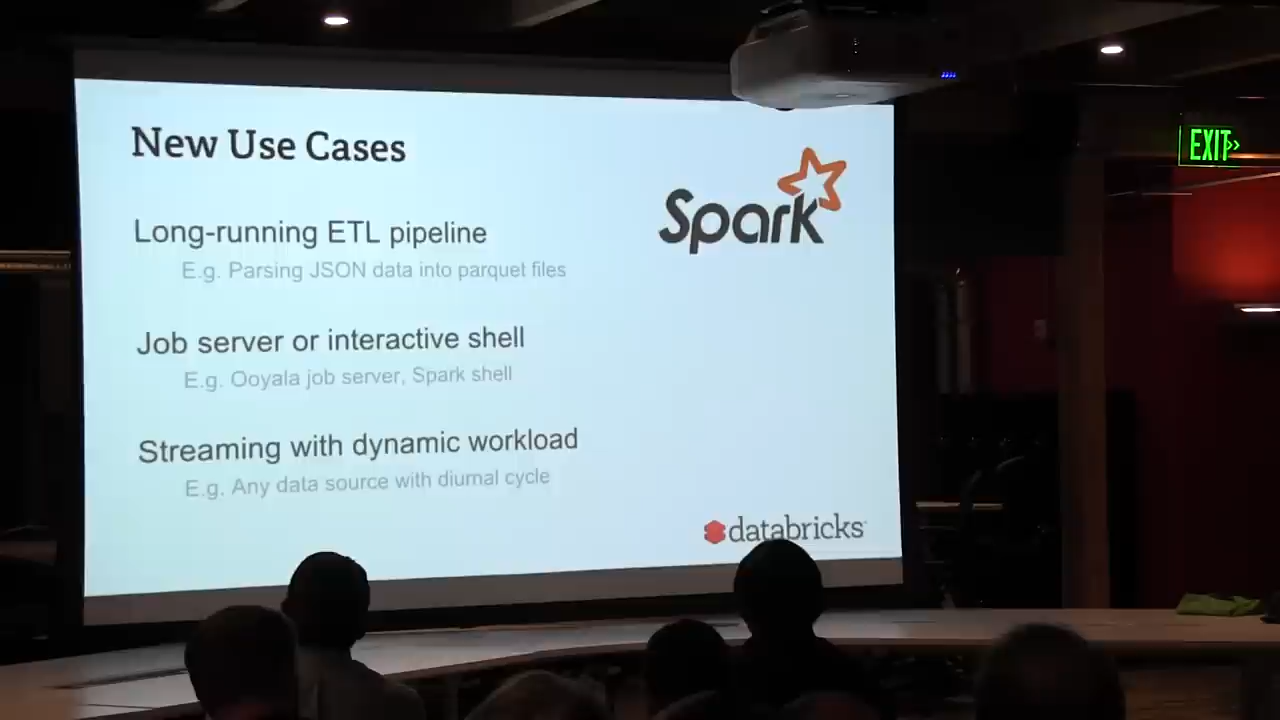 New Use Cases
Spark
Long-running ETL pipeline
E.g. Parsing JSON data into parquet files
Job server or interactive shell
E.g. Ooyala job server, Spark shell
Streaming with dynamic workload
E.g. Any data source with diurnal cycle
databricks
EXIT